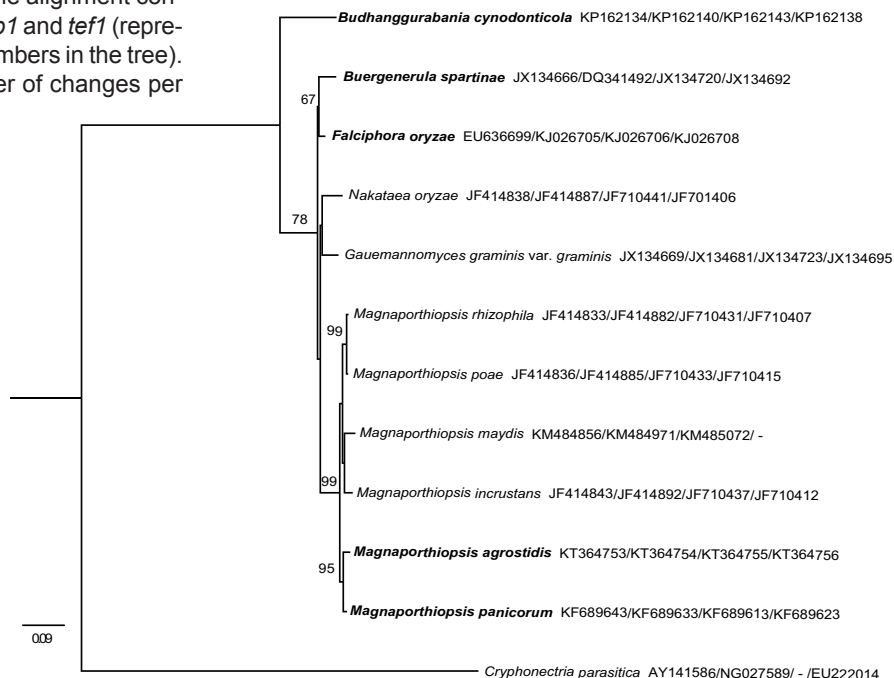 e alignment con-
b1 and tef1 (repre-
mbers in the tree).
er of changes per
Budhanggurabania cynodonticola KP162134/KP162140/KP162143/KP162138
Buergenerula spartinae JX134666/DQ341492/JX134720/JX134692
67
Falciphora oryzae EU636699/KJ026705/KJ026706/KJ026708
Nakataea oryzae JF414838/JF414887/JF710441/JF701406
78
Gauemannomyces graminis var. graminis JX134669/JX134681/JX134723/JX134695
Magnaporthiopsis rhizophila JF414833/JF414882/JF710431/JF710407
99
Magnaporthiopsis poae JF414836/JF414885/JF710433/JF710415
Magnaporthiopsis maydis KM484856/KM484971/KM485072/ -
99
Magnaporthiopsis incrustans JF414843/JF414892/JF710437/JF710412
Magnaporthiopsis agrostidis KT364753/KT364754/KT364755/KT364756
95
Magnaporthiopsis panicorum KF689643/KF689633/KF689613/KF689623
0.09
Cryphonectria parasitica AY141586/NG027589/ - /EU222014